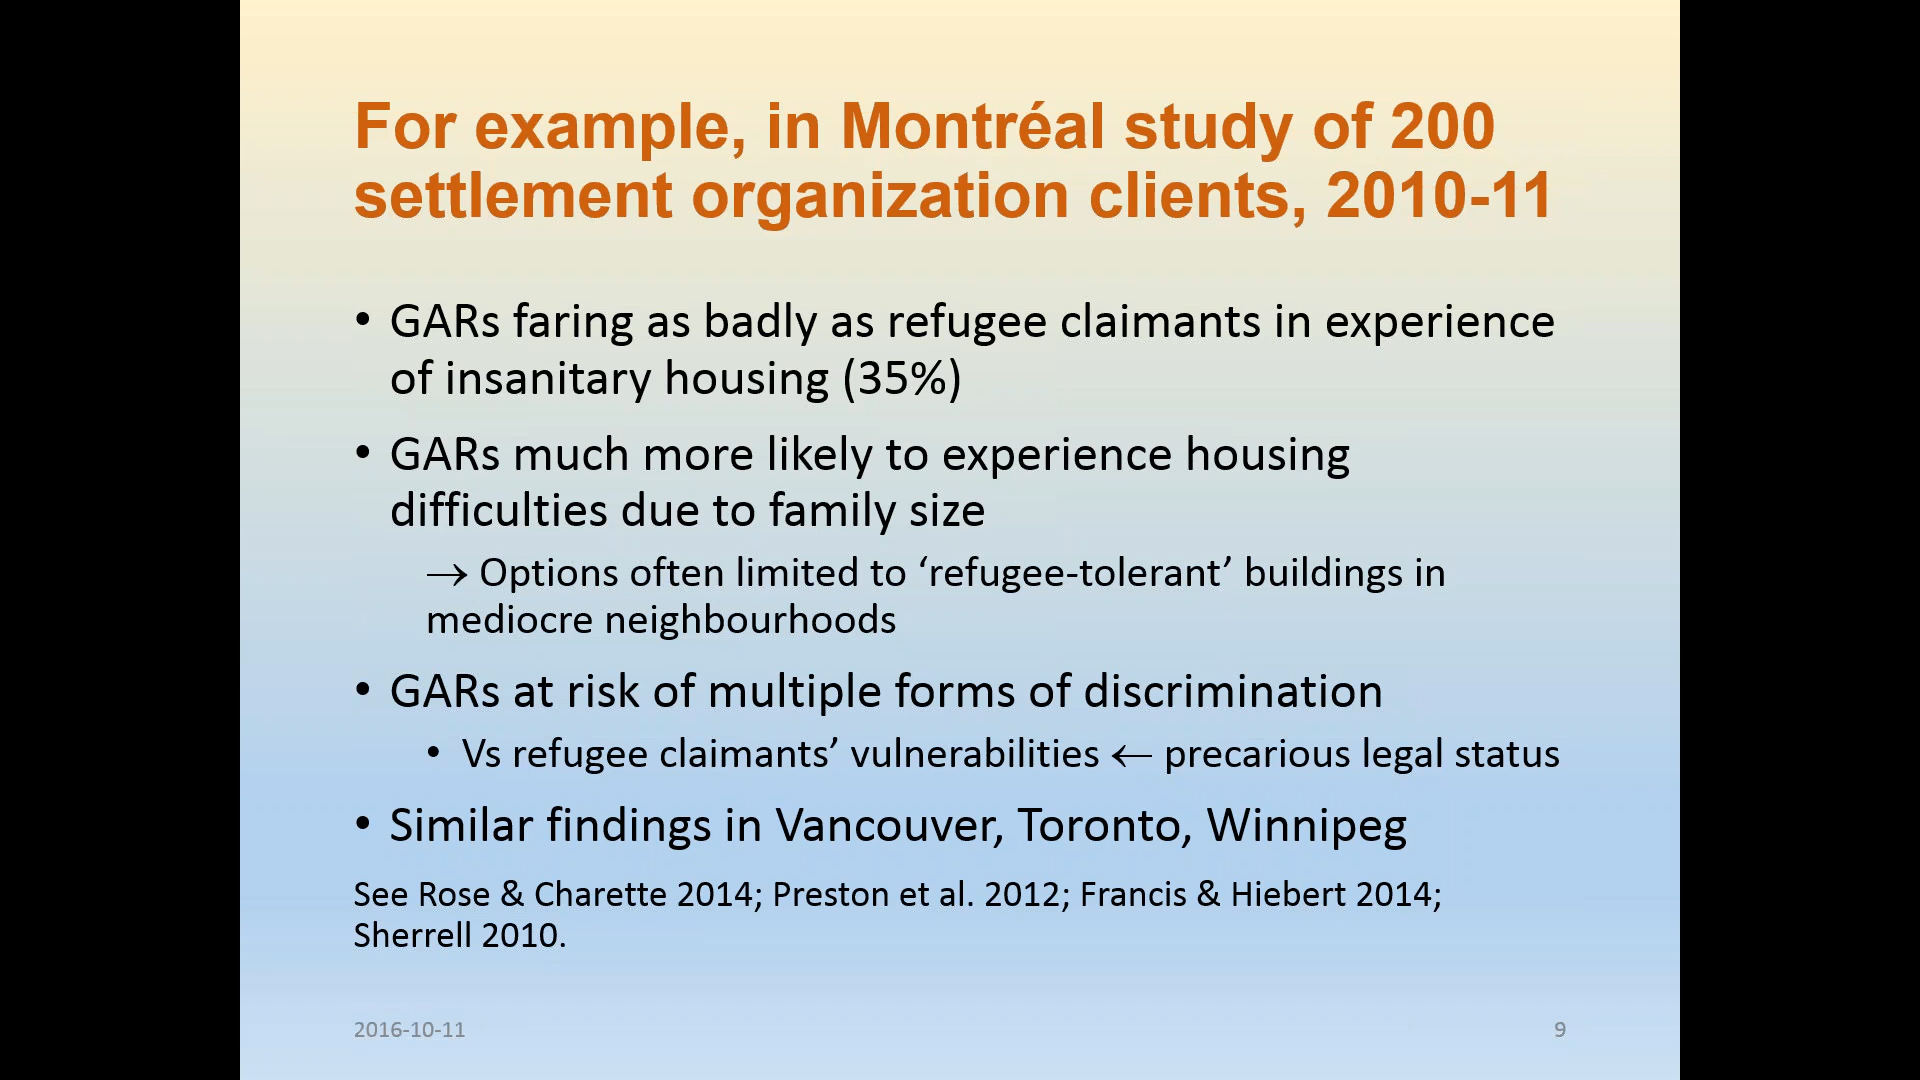 For example, in Montréal study of 200
settlement organization clients, 2010-11
• GARs faring as badly as refugee claimants in experience
of insanitary housing (35%)
• GARs much more likely to experience housing
difficulties due to family size
→ Options often limited to ‘refugee-tolerant’ buildings in
mediocre neighbourhoods
• GARs at risk of multiple forms of discrimination
• Vs refugee claimants’ vulnerabilities ← precarious legal status
• Similar findings in Vancouver, Toronto, Winnipeg
See Rose & Charette 2014; Preston et al. 2012; Francis & Hiebert 2014;
Sherrell 2010.
2016-10-11
9